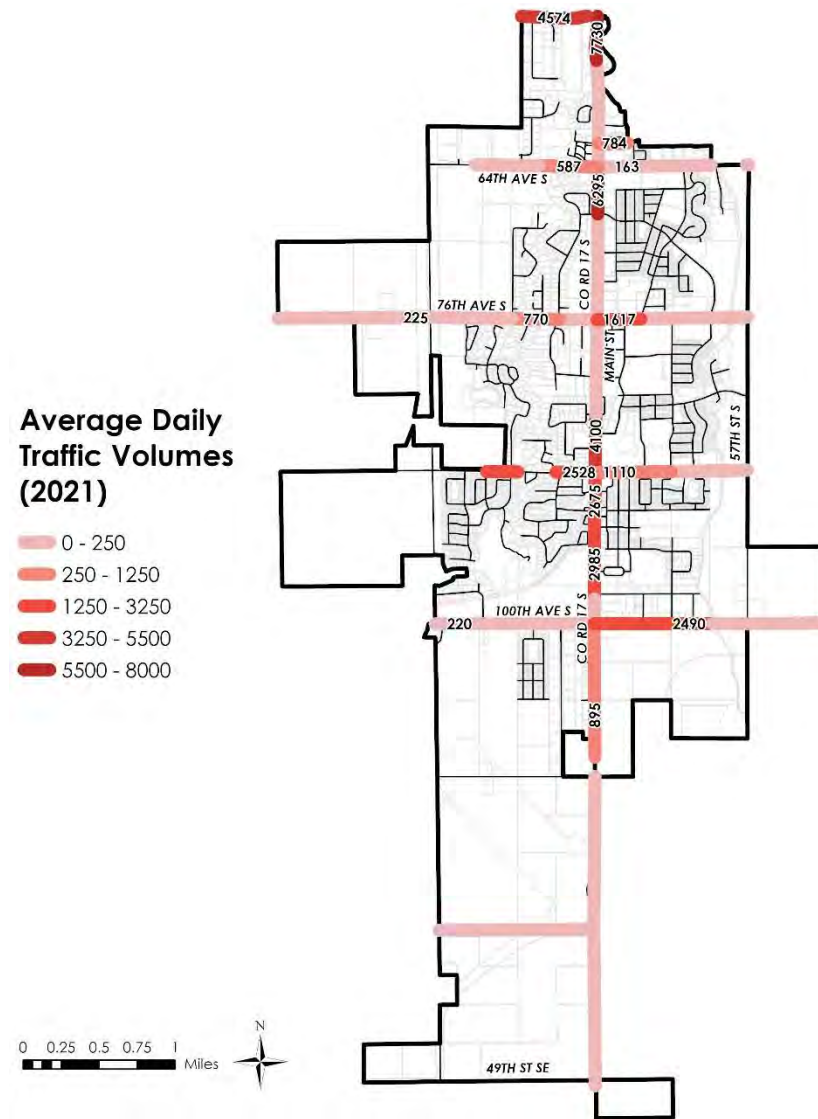 4574
7730
784
587
163
64TH AVE S
6295
CO RD 17 S
76TH AVE S
225
770
1617
MAIN ST
4100
57TH ST S
2528
1110
2675
Average Daily
Traffic Volumes
(2021)
0 - 250
250 - 1250
1250 - 3250
3250 - 5500
5500 - 8000
2985
100TH AVE S
220
CO RD 17 S
2490
895
N
0 0.25 0.5 0.75 1
Miles
49TH ST SE